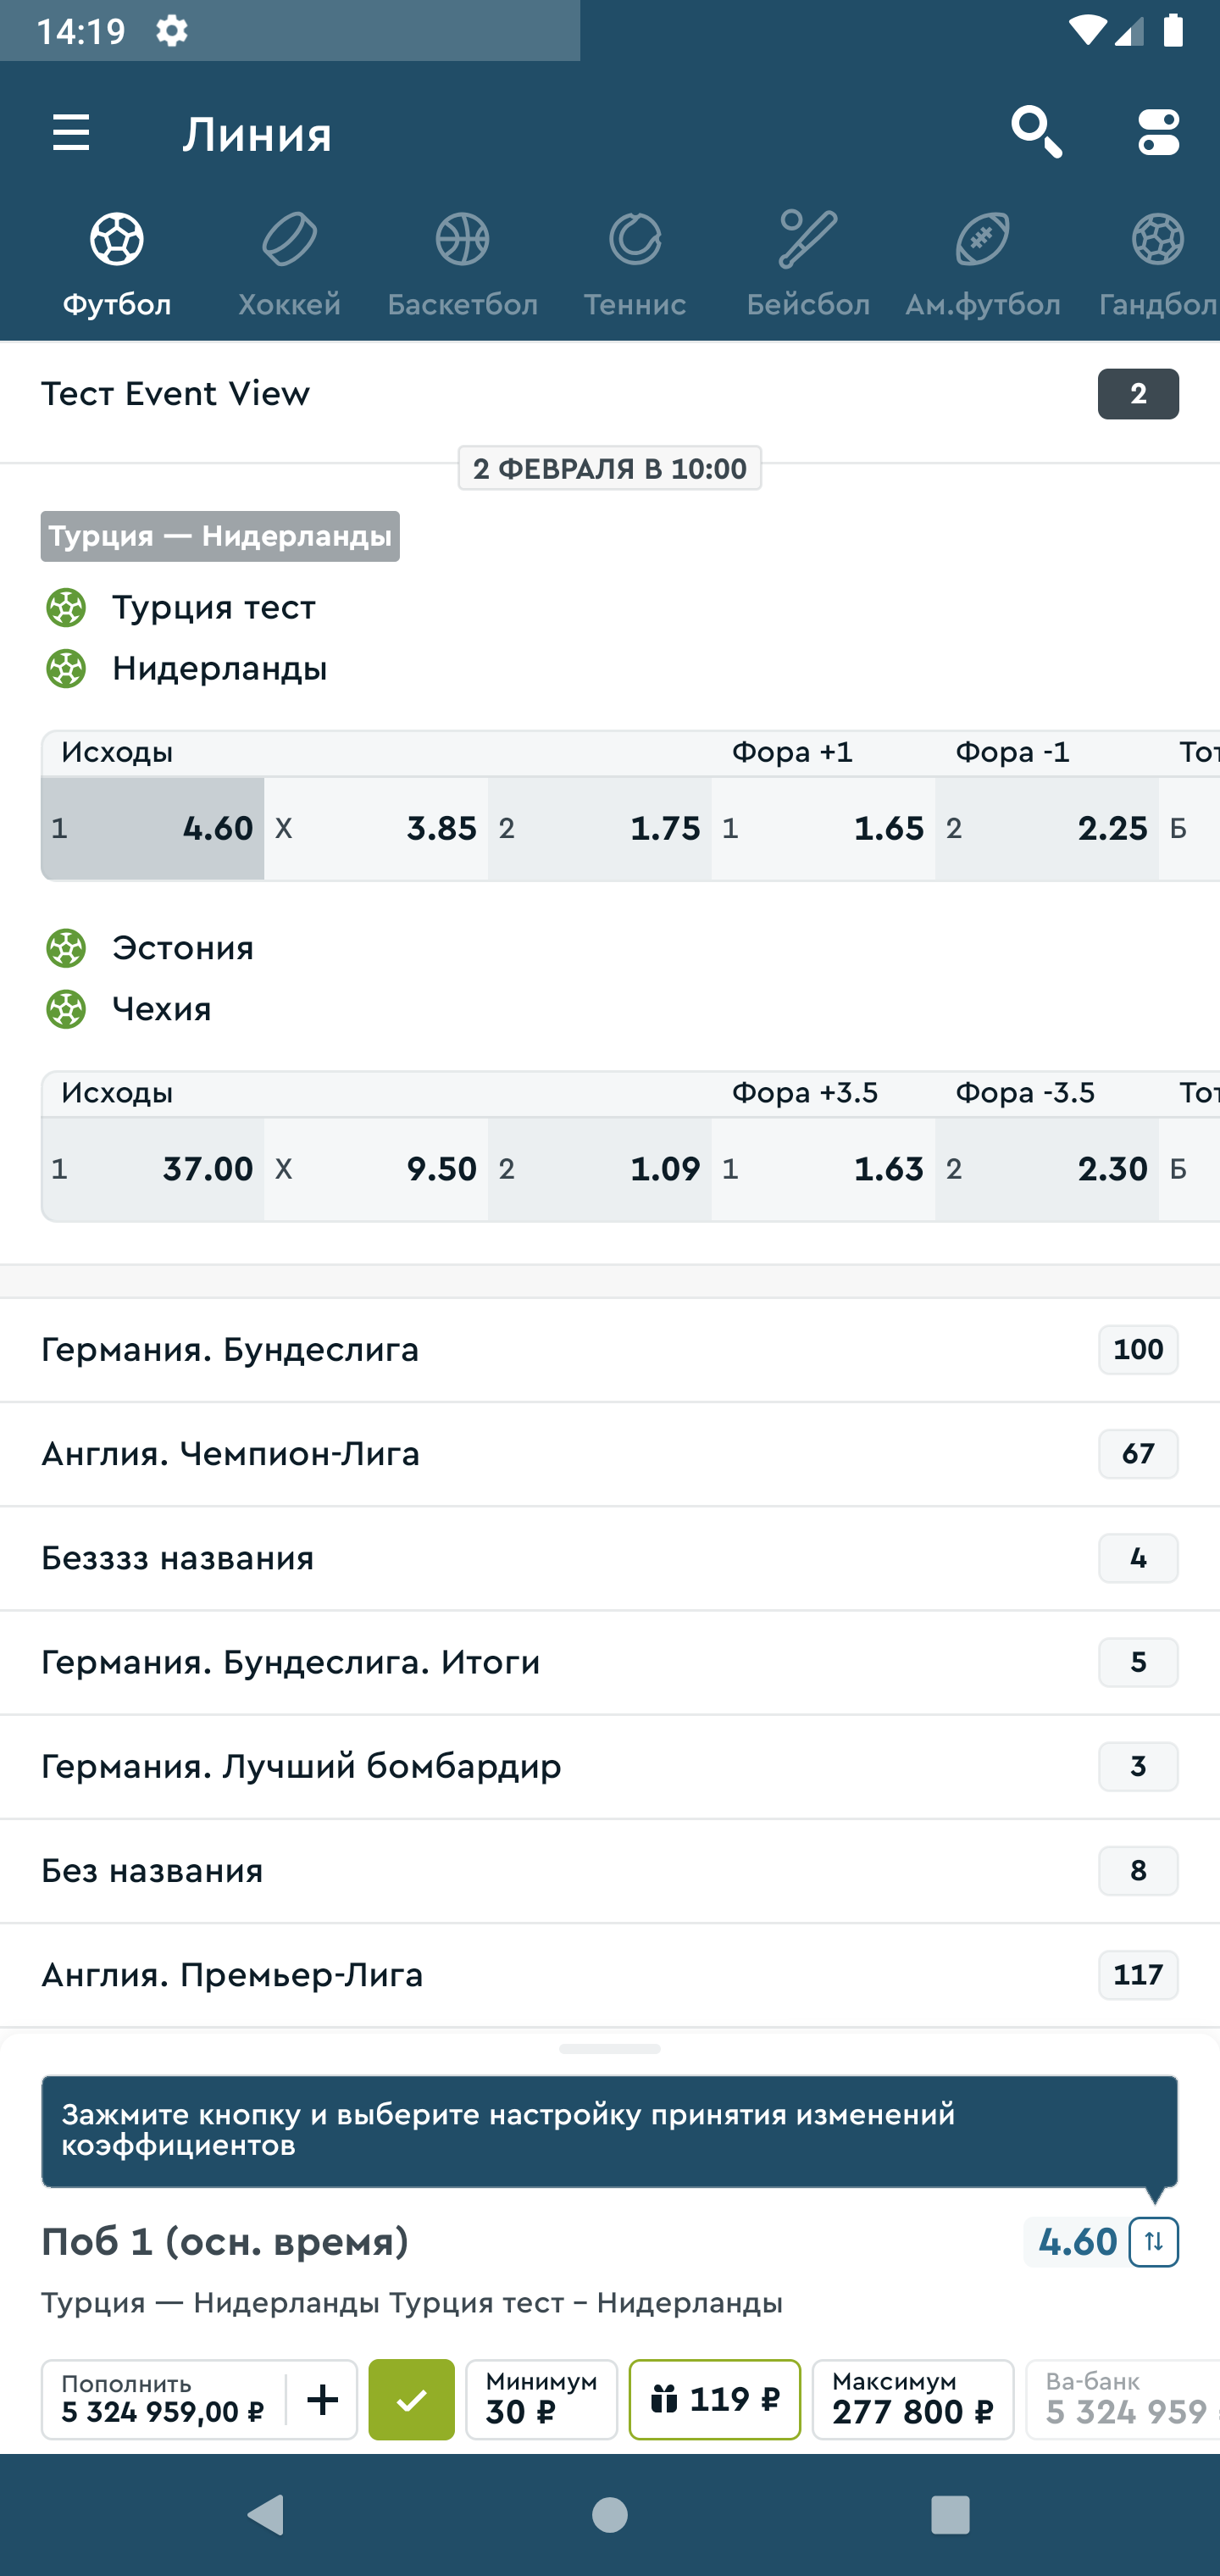 14:19
Линия
Футбол Хоккей Баскетбол Теннис Бейсбол Ам.футбол Гандбол
Тест Event View 2
2 ФЕВРАЛЯ В 10:00
Турция — Нидерланды
Турция тест
Нидерланды
Исходы Фора +1 Фора -1 Тот
1 4.60 X 3.85 2 1.75 1 1.65 2 2.25 Б
Эстония
Чехия
Исходы Фора +3.5 Фора -3.5 Тот
1 37.00 X 9.50 2 1.09 1 1.63 2 2.30 Б
Германия. Бундеслига 100
Англия. Чемпион-Лига 67
Безззз названия 4
Германия. Бундеслига. Итоги 5
Германия. Лучший бомбардир 3
Без названия 8
Англия. Премьер-Лига 117
Зажмите кнопку и выберите настройку принятия изменений
коэффициентов
Поб 1 (осн. время) 4.60
Турция — Нидерланды Турция тест – Нидерланды
Пополнить Минимум Максимум Ва-банк
5 324 959,00 ₽ + 30 ₽ 119 ₽ 277 800 ₽ 5 324 959